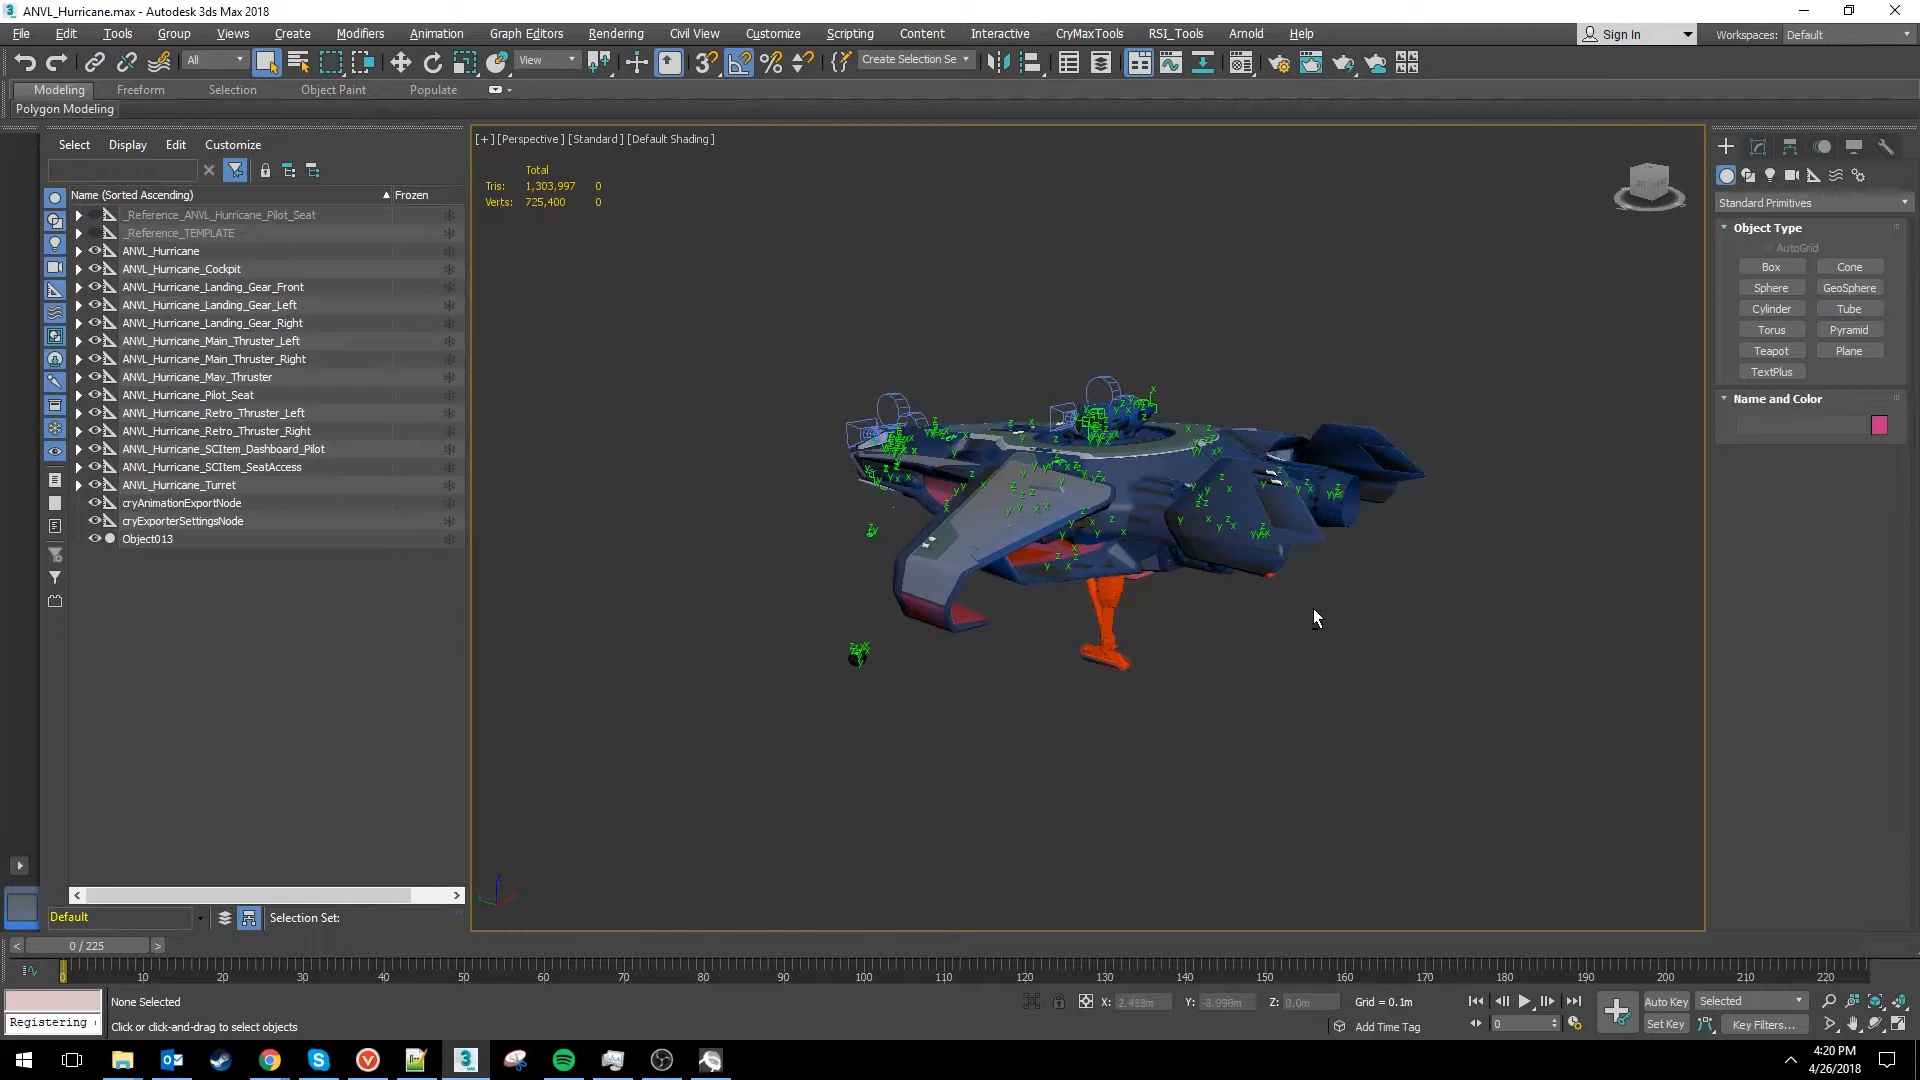 ANVL_Hurricane.max - Autodesk 3ds Max 2018
File Edit Tools Group Views Create Modifiers Animation Graph Editors Rendering Civil View Customize Scripting Content Interactive CryMaxTools RSI_Tools Arnold Help
Sign In
Workspaces: Default
All
View
Create Selection Se
Modeling Freeform Selection Object Paint Populate
Polygon Modeling
Select Display Edit Customize
Name (Sorted Ascending) Frozen
_Reference_ANVL_Hurricane_Pilot_Seat
_Reference_TEMPLATE
ANVL_Hurricane
ANVL_Hurricane_Cockpit
ANVL_Hurricane_Landing_Gear_Front
ANVL_Hurricane_Landing_Gear_Left
ANVL_Hurricane_Landing_Gear_Right
ANVL_Hurricane_Main_Thruster_Left
ANVL_Hurricane_Main_Thruster_Right
ANVL_Hurricane_Mav_Thruster
ANVL_Hurricane_Pilot_Seat
ANVL_Hurricane_Retro_Thruster_Left
ANVL_Hurricane_Retro_Thruster_Right
ANVL_Hurricane_SCItem_Dashboard_Pilot
ANVL_Hurricane_SCItem_SeatAccess
ANVL_Hurricane_Turret
cryAnimationExportNode
cryExporterSettingsNode
Object013
Default
Selection Set:
[+] [Perspective] [Standard] [Default Shading]
Total
Tris: 1,303,997 0
Verts: 725,400 0
Standard Primitives
Object Type
AutoGrid
Box Cone
Sphere GeoSphere
Cylinder Tube
Torus Pyramid
Teapot Plane
TextPlus
Name and Color
< 0 / 225 >
0 10 20 30 40 50 60 70 80 90 100 110 120 130 140 150 160 170 180 190 200 210 220
None Selected
X: 2.433m Y: -8.996m Z: 0.0m
Grid = 0.1m
Auto Key Selected
Registering
Click or click-and-drag to select objects
Add Time Tag
0
Set Key Key Filters...
4:20 PM
4/26/2018